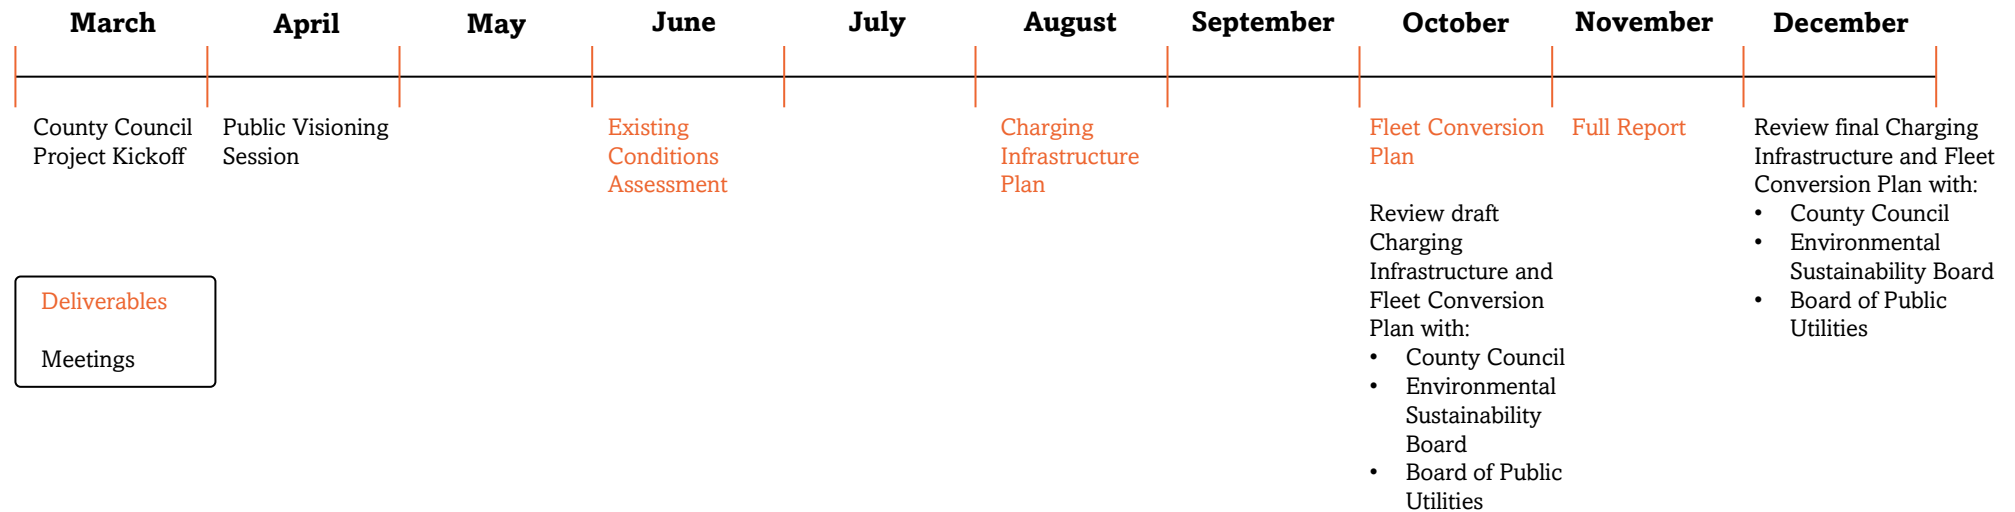 March April May June July August September October November December
County Council
Project Kickoff
Public Visioning
Session
Existing
Conditions
Assessment
Charging
Infrastructure
Plan
Fleet Conversion
Plan
Review draft
Charging
Infrastructure and
Fleet Conversion
Plan with:
• County Council
• Environmental
Sustainability
Board
• Board of Public
Utilities
Full Report
Review final Charging
Infrastructure and Fleet
Conversion Plan with:
• County Council
• Environmental
Sustainability Board
• Board of Public
Utilities
Deliverables
Meetings